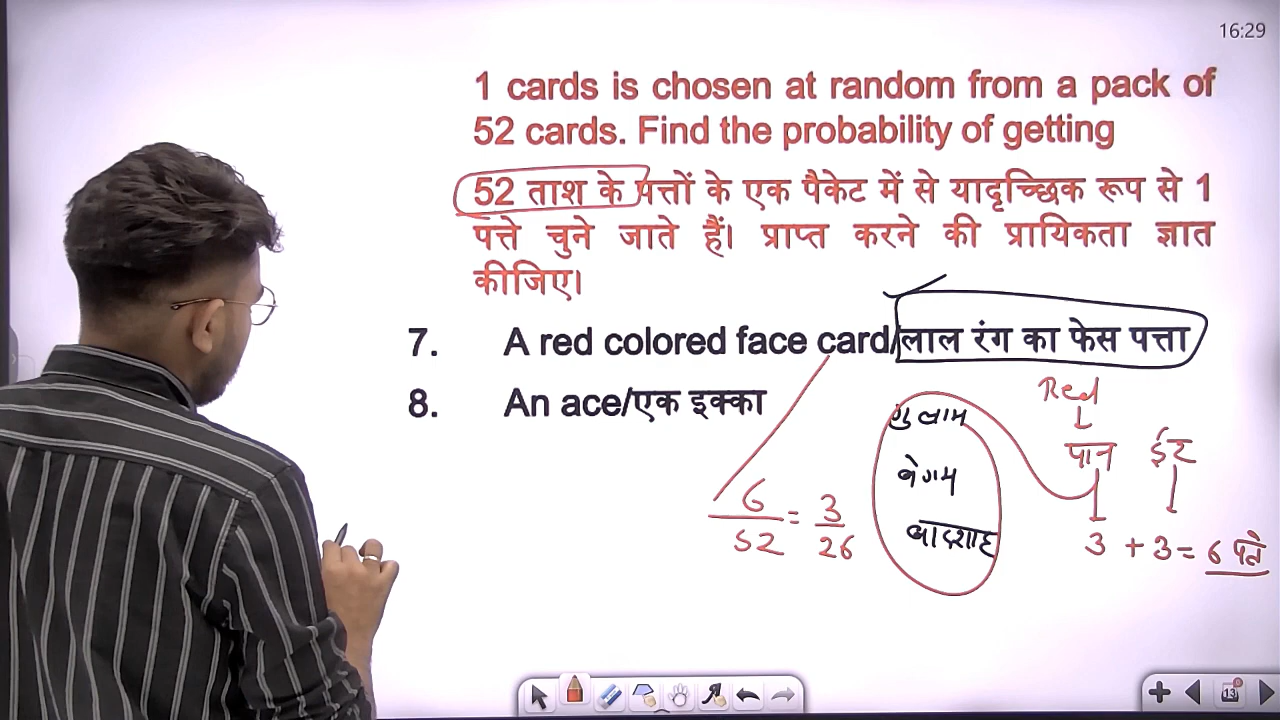 16:29
1 cards is chosen at random from a pack of
52 cards. Find the probability of getting
52 ताश के पत्तों के एक पैकेट में से यादृच्छिक रूप से 1
पत्ते चुने जाते हैं। प्राप्त करने की प्रायिकता ज्ञात
कीजिए।
7. A red colored face card/लाल रंग का फेस पत्ता
8. An ace/एक इक्का
Red
गुलाम
पान ईंट
बेगम
6/52 = 3/26
बादशाह
3 + 3 = 6 पत्ते
13